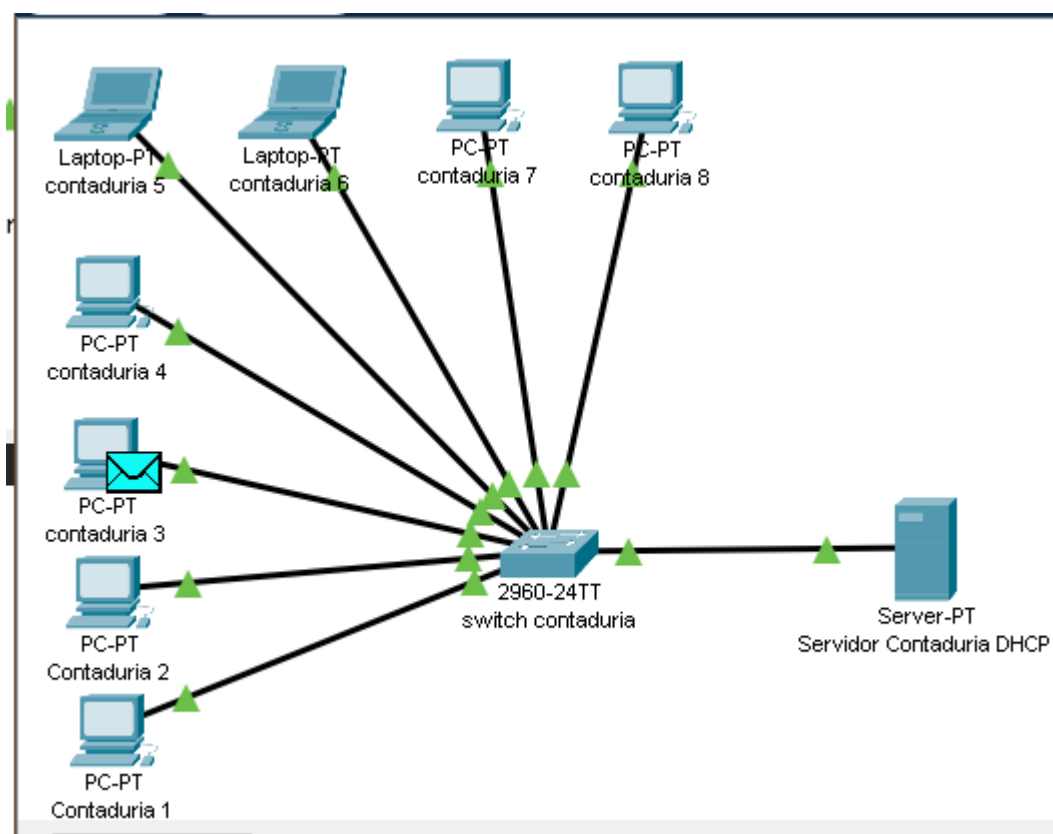 Laptop-PT
contaduria 5
Laptop-PT
contaduria 6
PC-PT
contaduria 7
PC-PT
contaduria 8
PC-PT
contaduria 4
PC-PT
contaduria 3
PC-PT
Contaduria 2
PC-PT
Contaduria 1
2960-24TT
switch contaduria
Server-PT
Servidor Contaduria DHCP